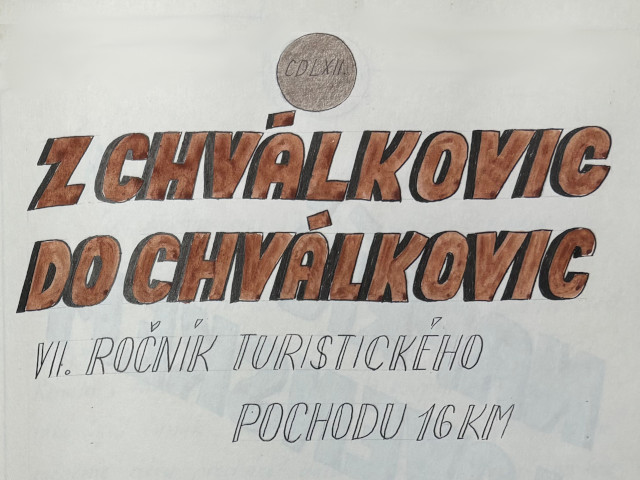 CDLXII.
Z CHVÁLKOVIC
DO CHVÁLKOVIC
VII. ROČNÍK TURISTICKÉHO
POCHODU 16 KM